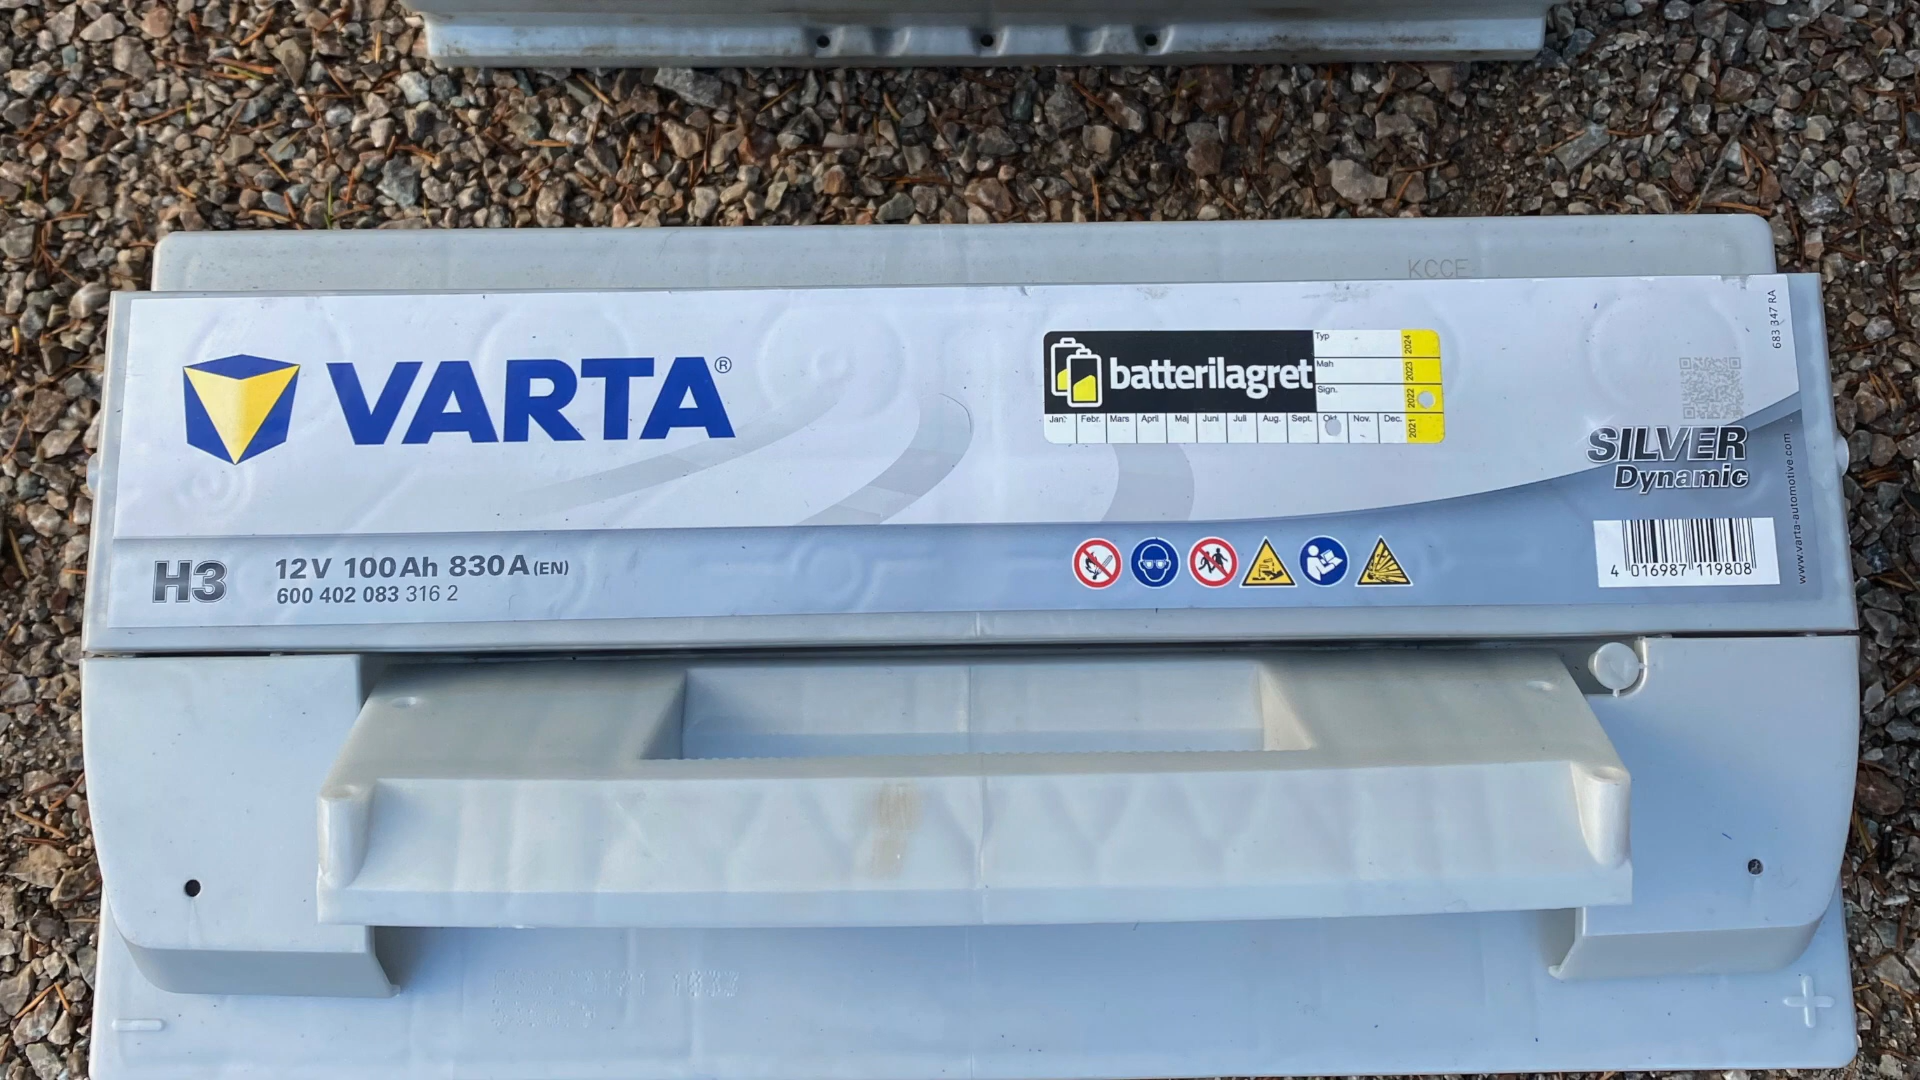 KCCE
683 347 RA
VARTA®
batterilagret
Typ
Mah
Sign.
2024
2023
2022
2021
Jan. Febr. Mars April Maj Juni Juli Aug. Sept. Okt. Nov. Dec.
SILVER
Dynamic
www.varta-automotive.com
H3 12V 100Ah 830A (EN)
600 402 083 316 2
4 016987 119808